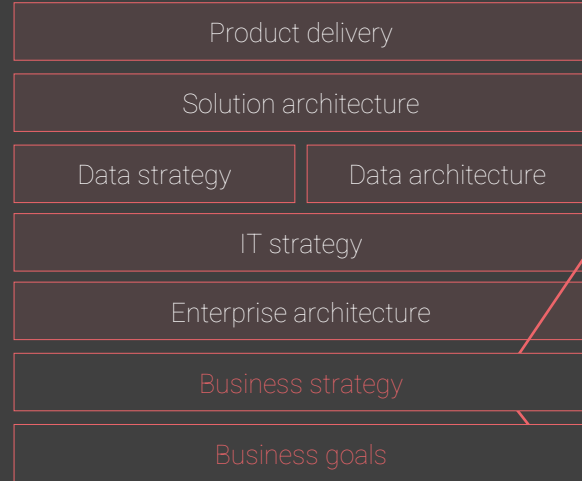 Product delivery
Solution architecture
Data strategy
Data architecture
IT strategy
Enterprise architecture
Business strategy
Business goals